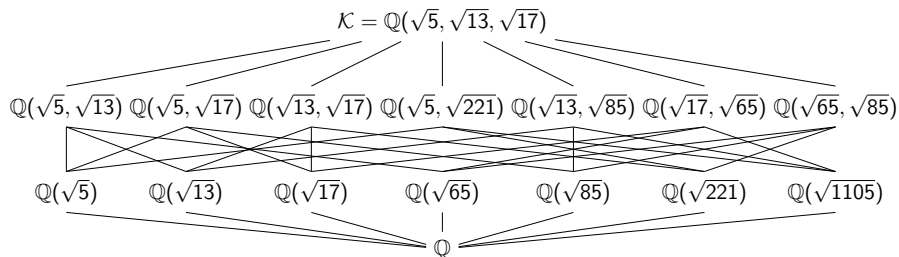 𝒦 = ℚ(√5, √13, √17)
ℚ(√5, √13) ℚ(√5, √17) ℚ(√13, √17) ℚ(√5, √221) ℚ(√13, √85) ℚ(√17, √65) ℚ(√65, √85)
ℚ(√5) ℚ(√13) ℚ(√17) ℚ(√65) ℚ(√85) ℚ(√221) ℚ(√1105)
ℚ